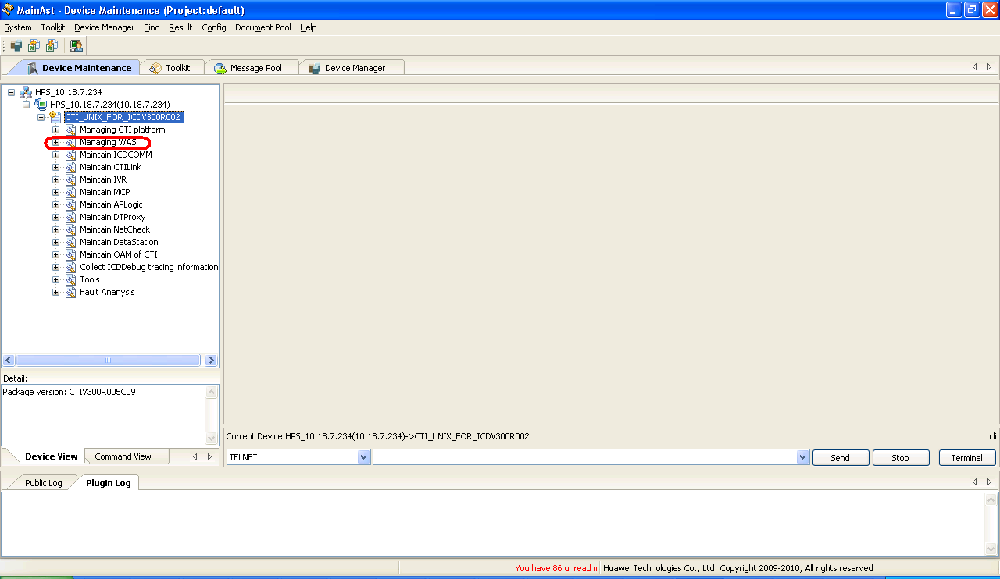 MainAst - Device Maintenance (Project:default)
System Toolkit Device Manager Find Result Config Document Pool Help
Device Maintenance Toolkit Message Pool Device Manager
HPS_10.18.7.234
HPS_10.18.7.234(10.18.7.234)
CTI_UNIX_FOR_ICDV300R002
Managing CTI platform
Managing WAS
Maintain ICDCOMM
Maintain CTILink
Maintain IVR
Maintain MCP
Maintain APLogic
Maintain DTProxy
Maintain NetCheck
Maintain DataStation
Maintain OAM of CTI
Collect ICDDebug tracing information
Tools
Fault Ananysis
Detail:
Package version: CTIV300R005C09
Device View Command View
Current Device:HPS_10.18.7.234(10.18.7.234)->CTI_UNIX_FOR_ICDV300R002 cli
TELNET Send Stop Terminal
Public Log Plugin Log
You have 86 unread m Huawei Technologies Co., Ltd. Copyright 2009-2010, All rights reserved